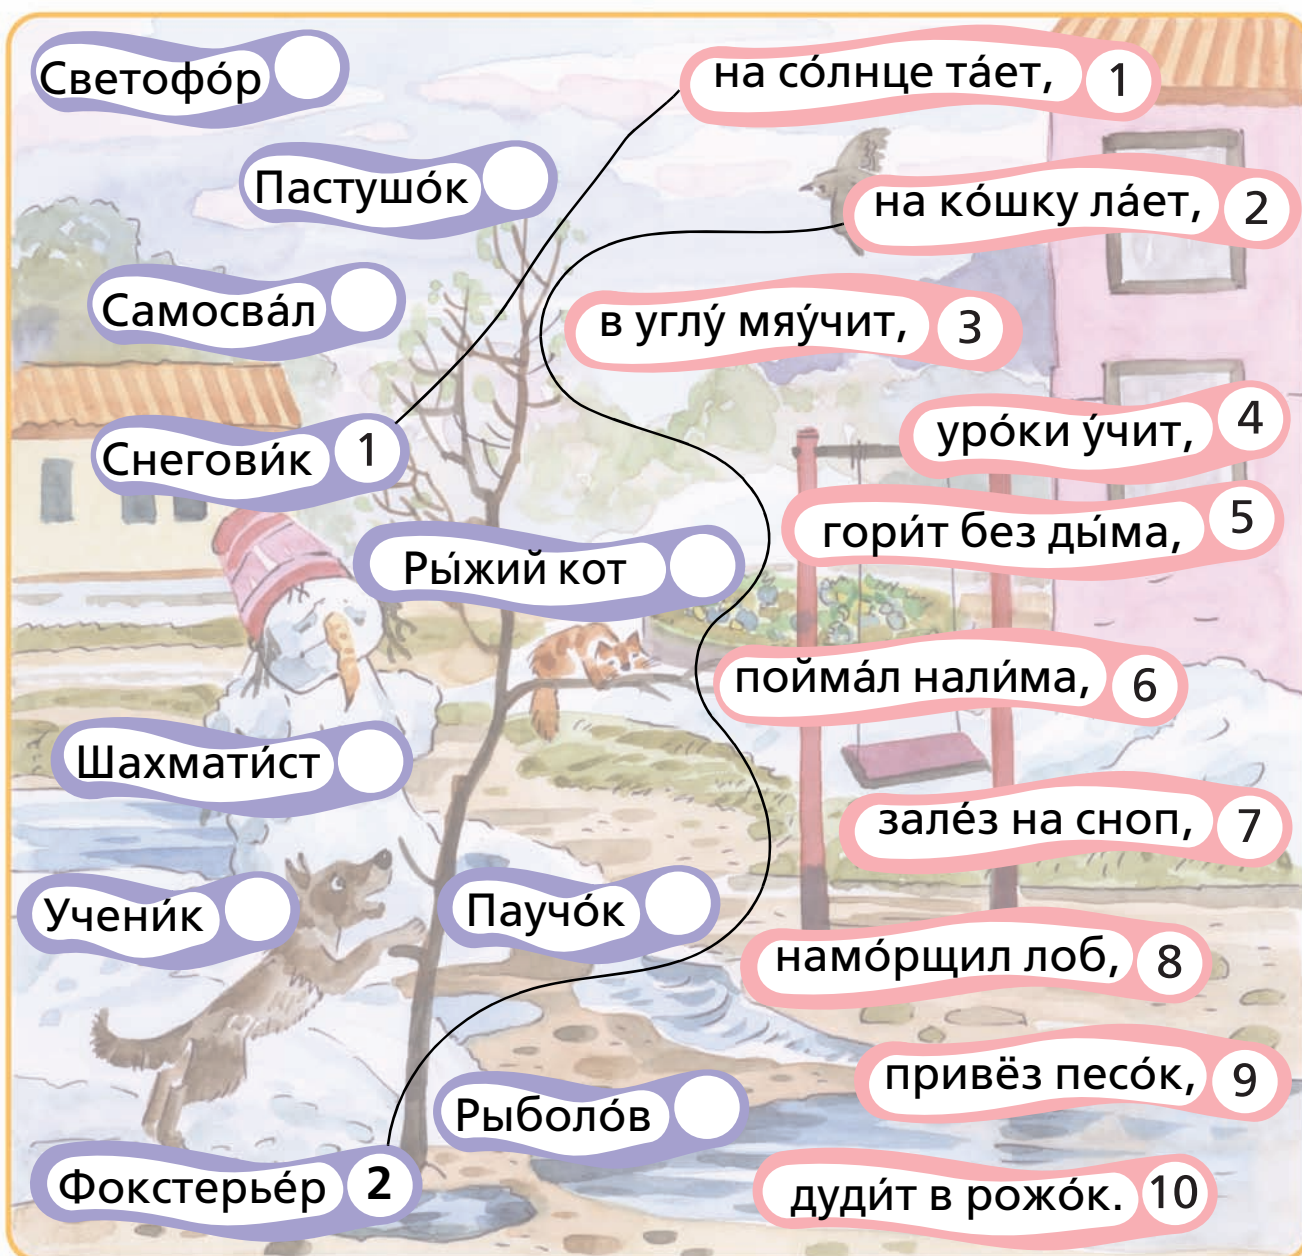 Светофо́р
Пастушо́к
Самосва́л
Снегови́к 1
Ры́жий кот
Шахмати́ст
Учени́к
Паучо́к
Рыболо́в
Фокстерье́р 2
на со́лнце та́ет, 1
на ко́шку ла́ет, 2
в углу́ мяу́чит, 3
уро́ки у́чит, 4
гори́т без ды́ма, 5
пойма́л нали́ма, 6
зале́з на сноп, 7
намо́рщил лоб, 8
привёз песо́к, 9
дуди́т в рожо́к. 10